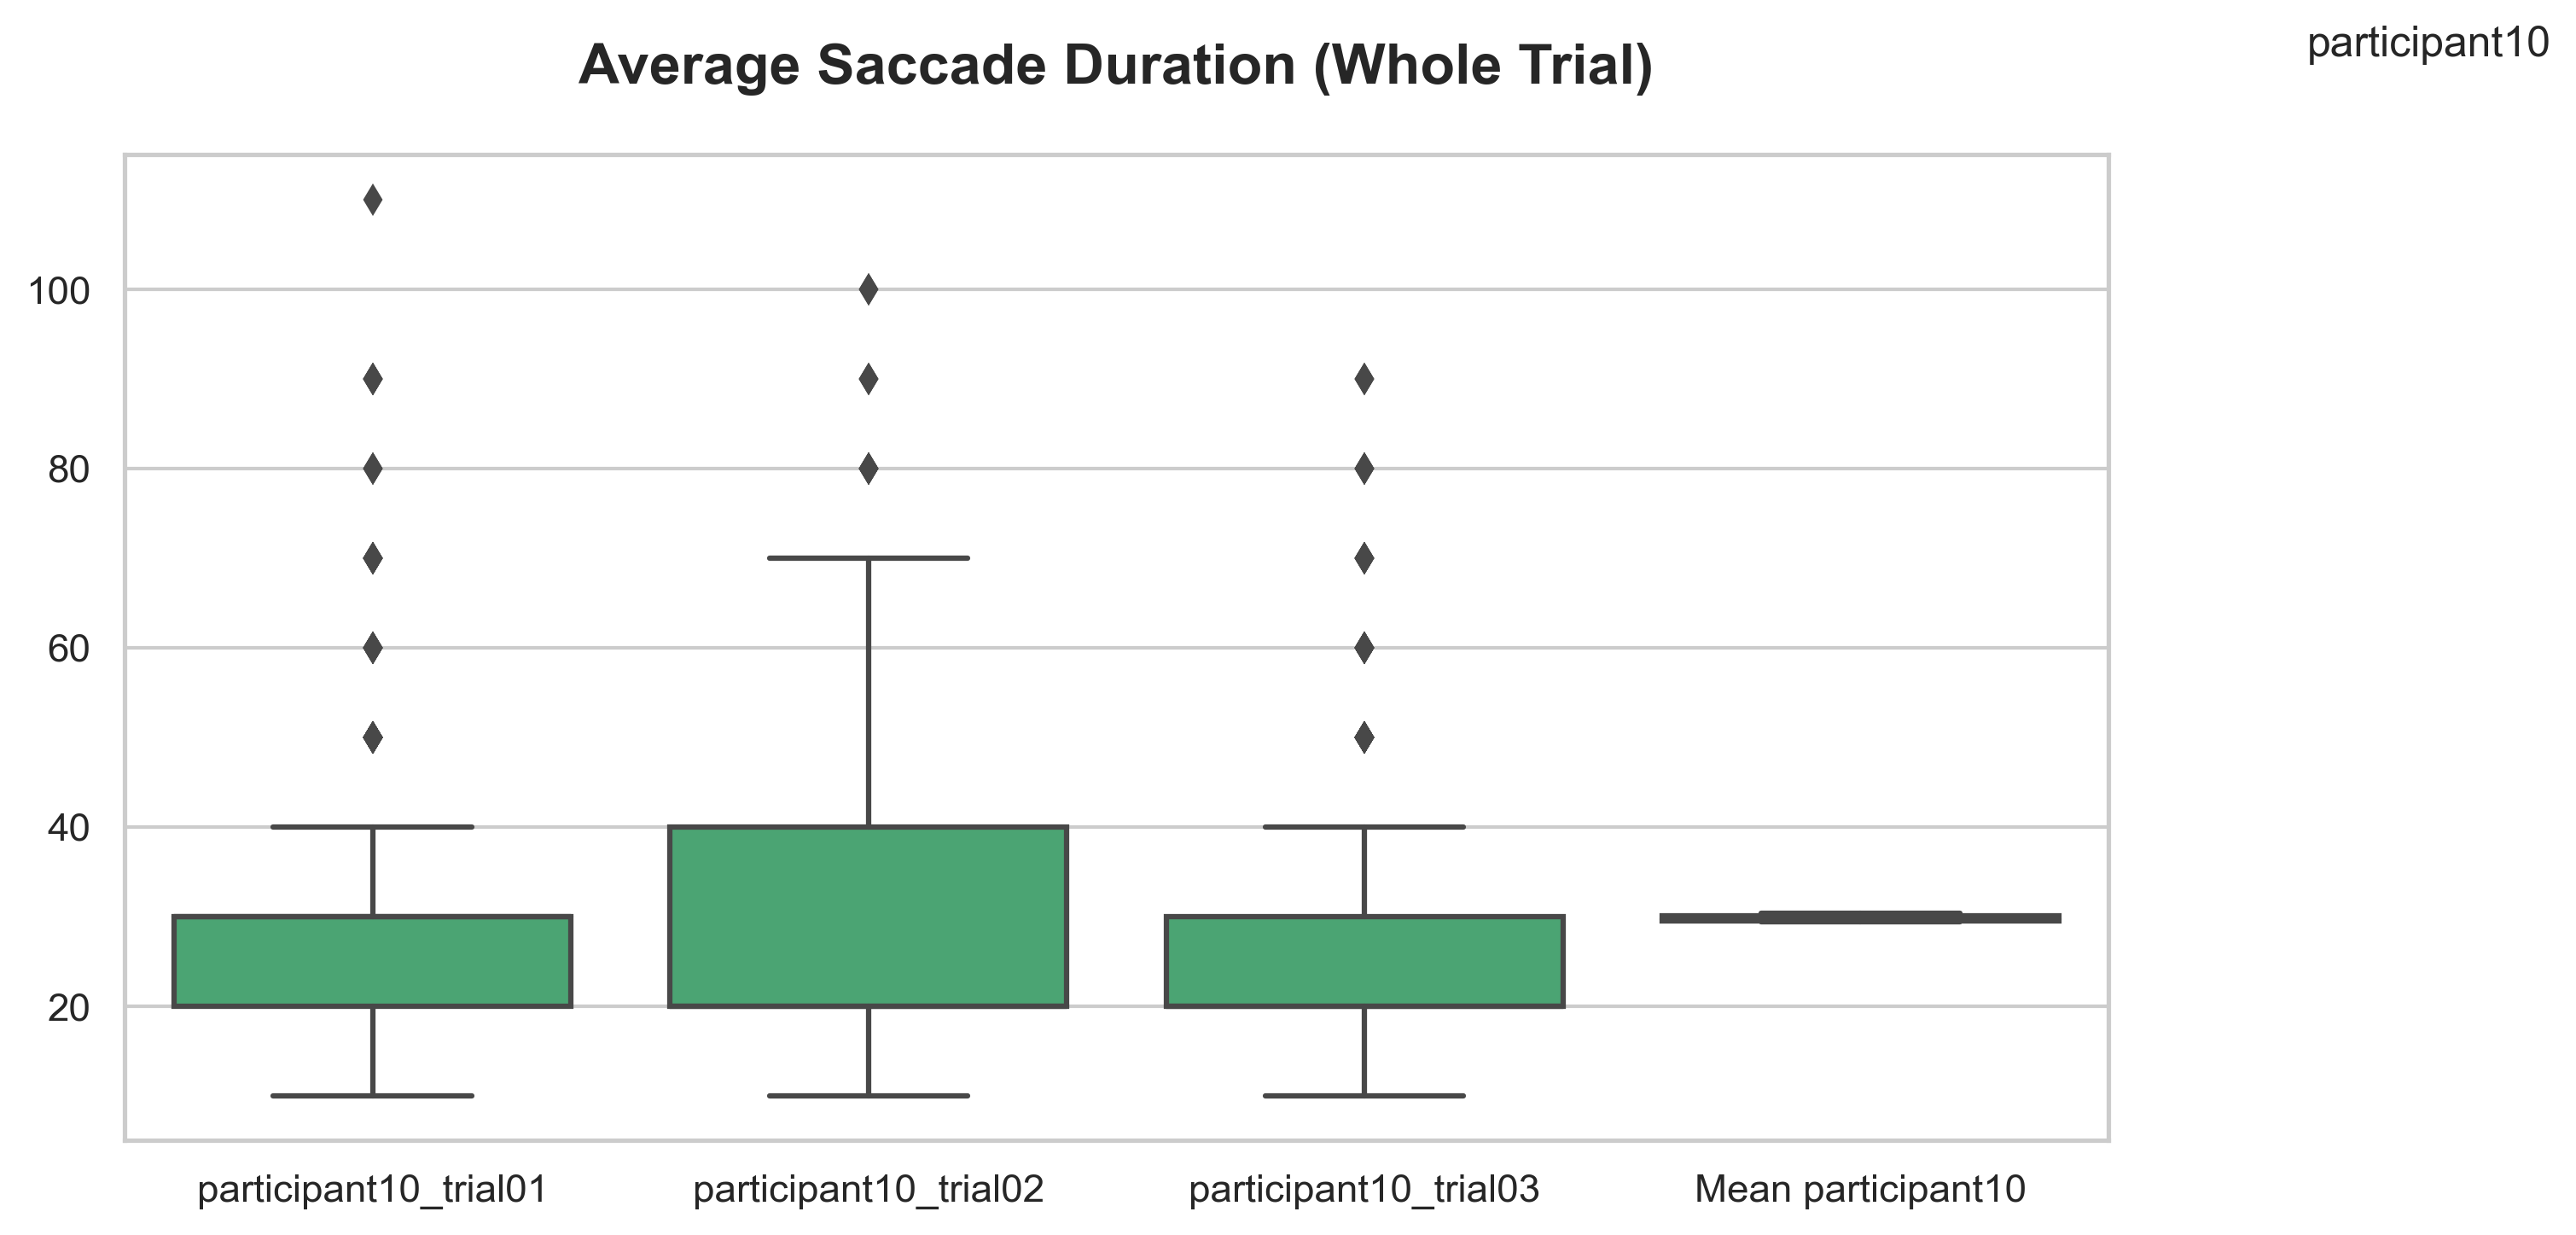 participant10
Average Saccade Duration (Whole Trial)
100
80
60
40
20
participant10_trial01
participant10_trial02
participant10_trial03
Mean participant10